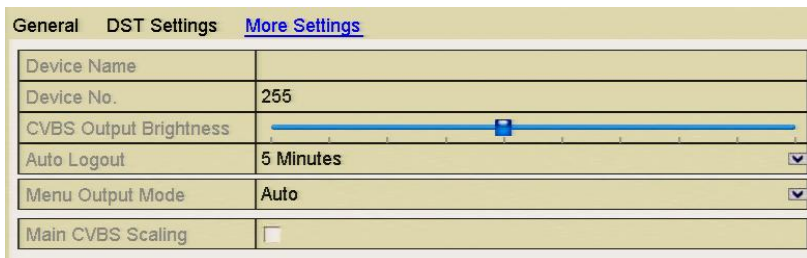 General DST Settings More Settings
Device Name
Device No. 255
CVBS Output Brightness
Auto Logout 5 Minutes
Menu Output Mode Auto
Main CVBS Scaling